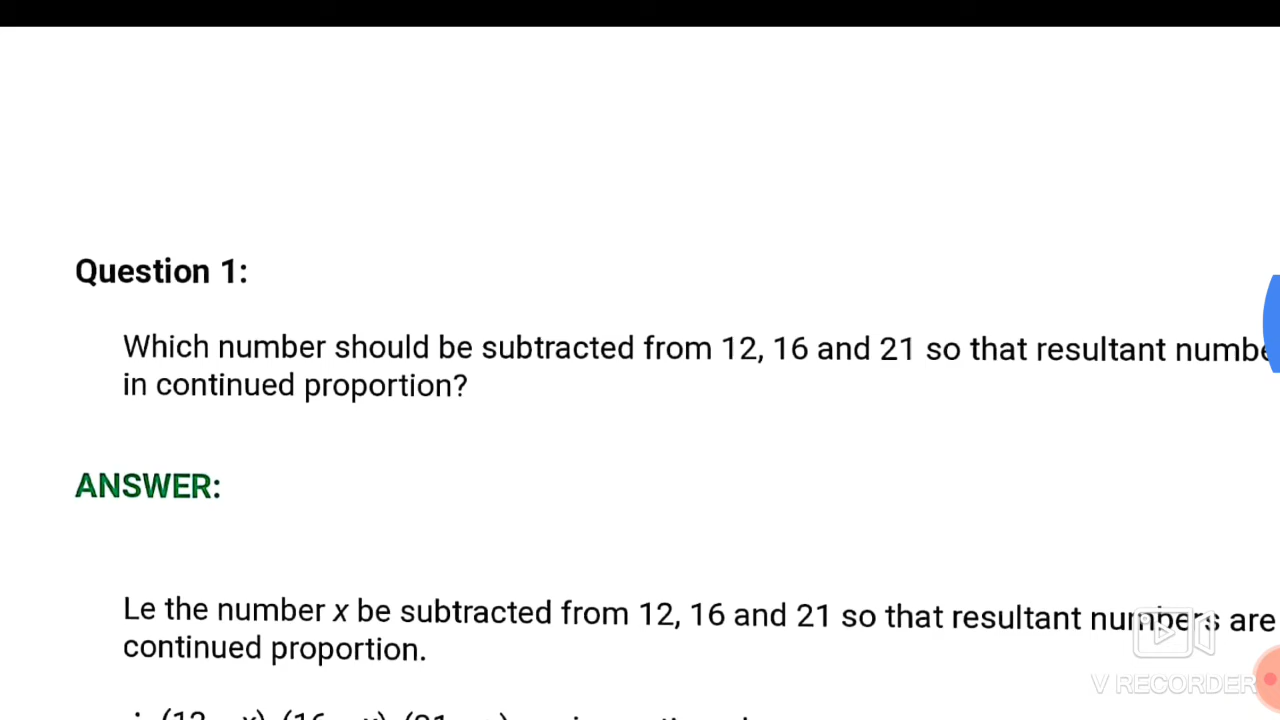 Question 1:
Which number should be subtracted from 12, 16 and 21 so that resultant
in continued proportion?
ANSWER:
Le the number x be subtracted from 12, 16 and 21 so that resultant numbers are
continued proportion.
V RECORDER